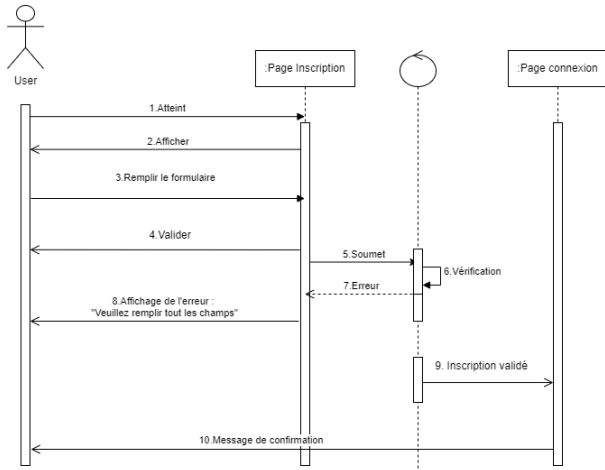 User
:Page Inscription
:Page connexion
1.Atteint
2.Afficher
3.Remplir le formulaire
4.Valider
5.Soumet
6.Vérification
7.Erreur
8.Affichage de l'erreur :
"Veuillez remplir tout les champs"
9. Inscription validé
10.Message de confirmation